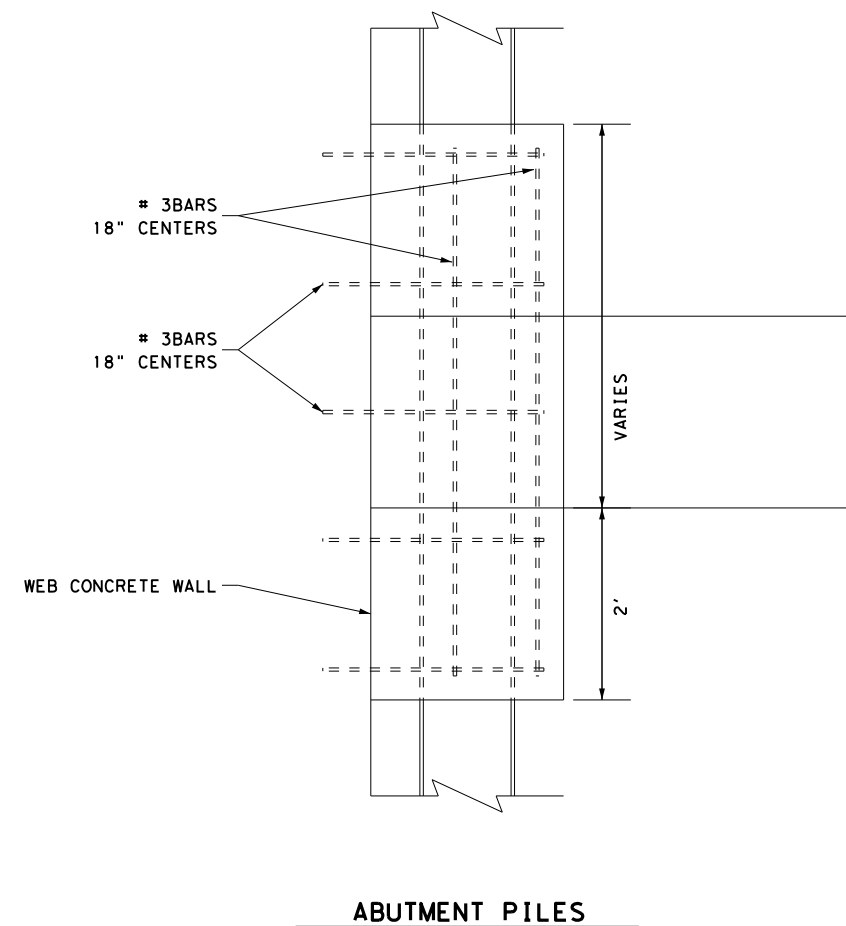 # 3BARS
18" CENTERS
# 3BARS
18" CENTERS
VARIES
WEB CONCRETE WALL
2'
ABUTMENT PILES